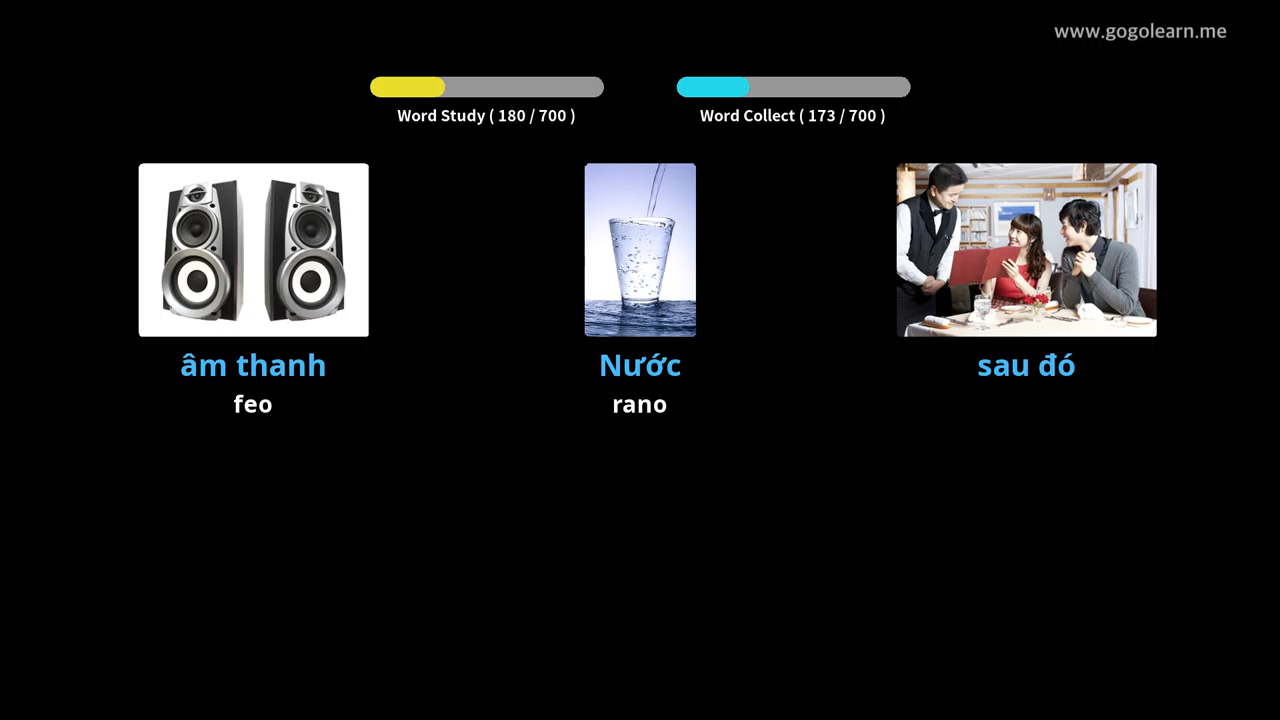 www.gogolearn.me
Word Study ( 180 / 700 )
Word Collect ( 173 / 700 )
âm thanh
feo
Nước
rano
sau đó